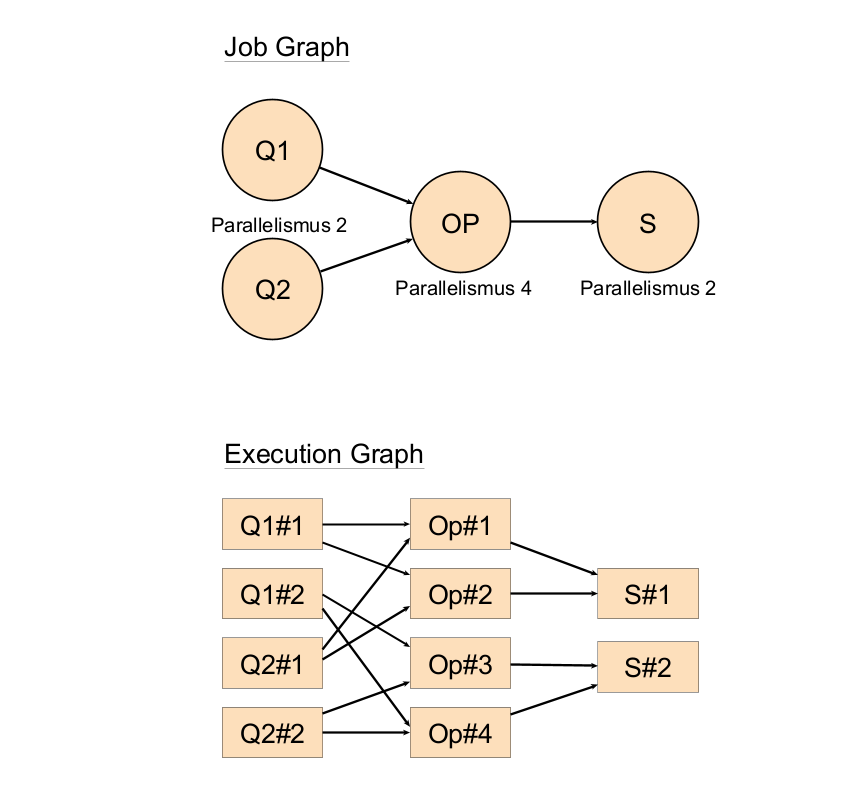 Job Graph
Q1
Parallelismus 2
Q2
OP
Parallelismus 4
S
Parallelismus 2
Execution Graph
Q1#1
Op#1
Q1#2
Op#2
S#1
Q2#1
Op#3
S#2
Q2#2
Op#4